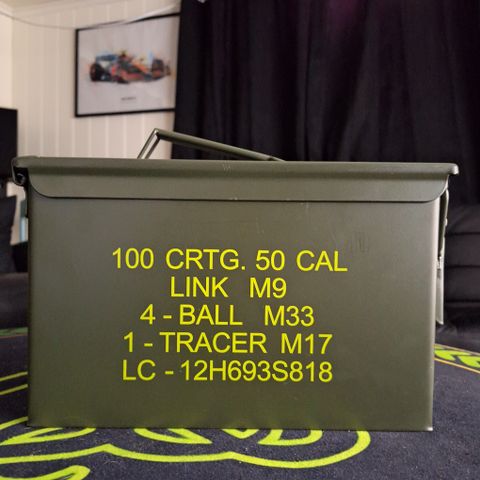 100 CRTG. 50 CAL
LINK M9
4 - BALL M33
1 - TRACER M17
LC - 12H693S818